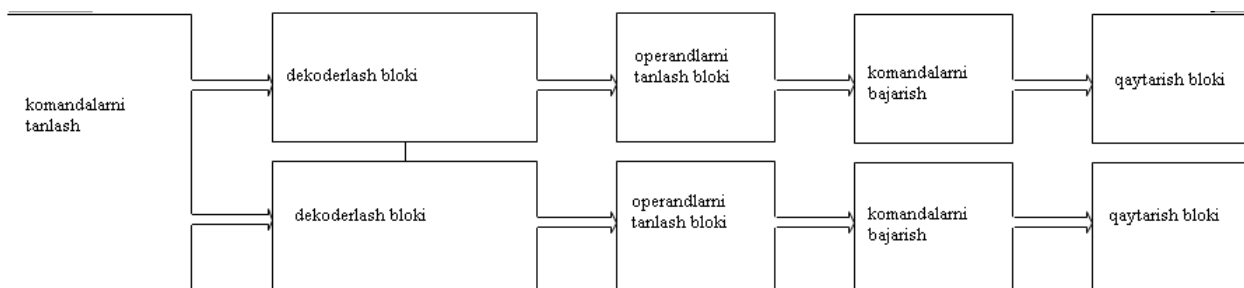 komandalarni
tanlash
dekoderlash bloki
operandlarni
tanlash bloki
komandalarni
bajarish
qaytarish bloki
dekoderlash bloki
operandlarni
tanlash bloki
komandalarni
bajarish
qaytarish bloki